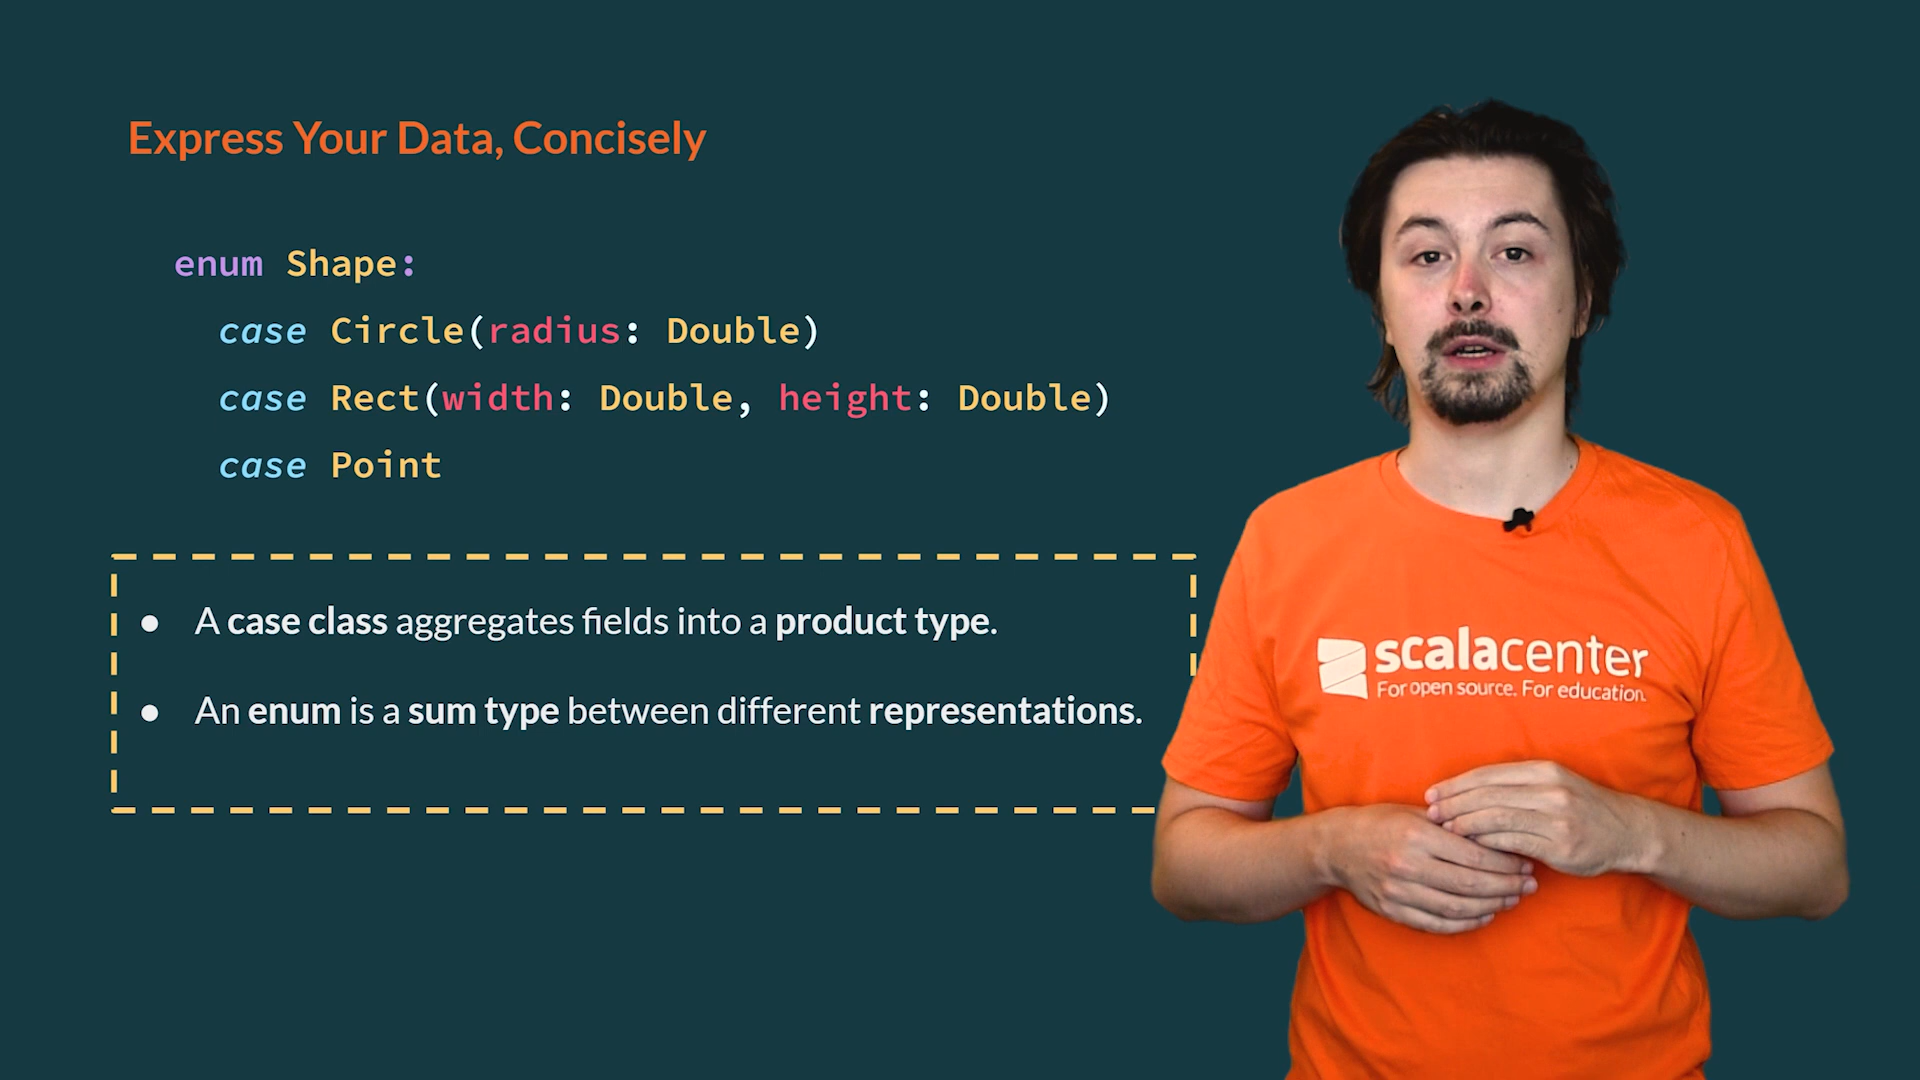 Express Your Data, Concisely
enum Shape:
case Circle(radius: Double)
case Rect(width: Double, height: Double)
case Point
● A case class aggregates fields into a product type.
● An enum is a sum type between different representations.
scalacenter
For open source. For education.